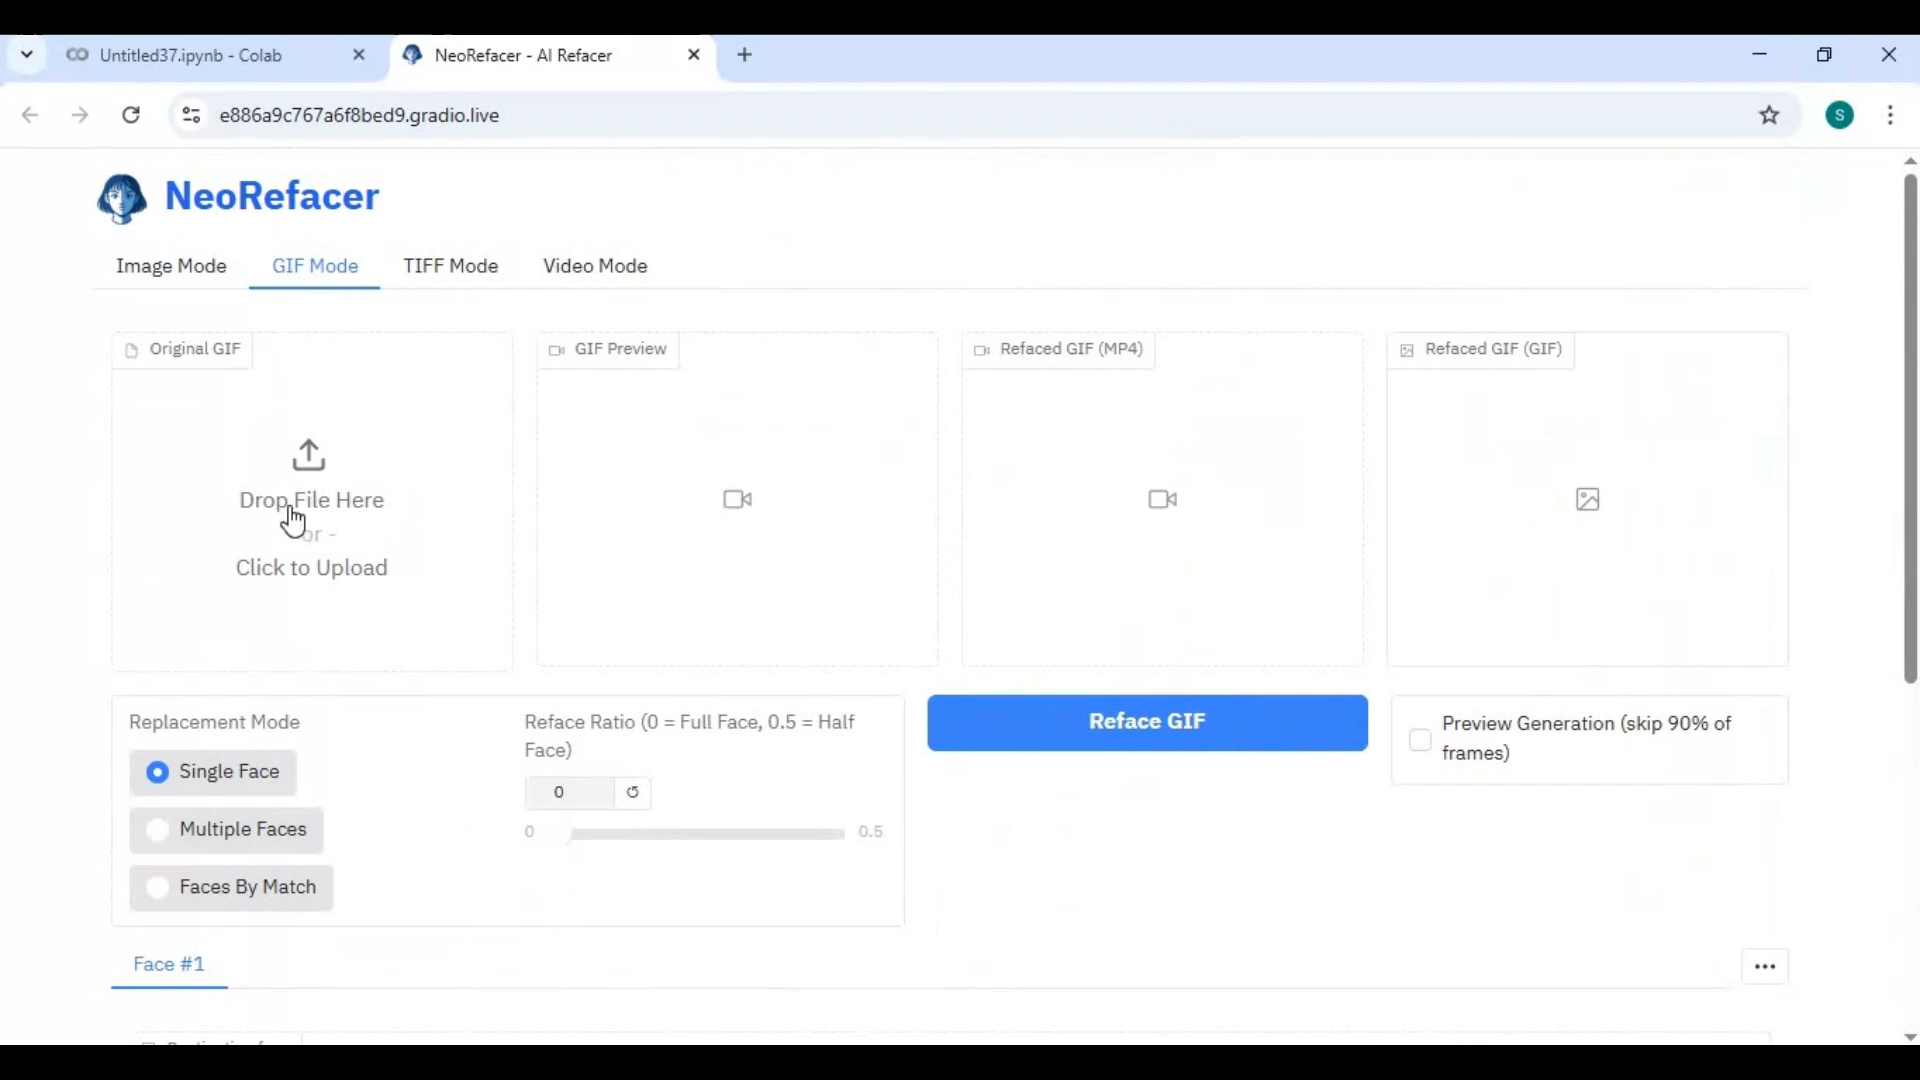 Untitled37.ipynb - Colab
NeoRefacer - AI Refacer
e886a9c767a6f8bed9.gradio.live
S
NeoRefacer
Image Mode
GIF Mode
TIFF Mode
Video Mode
Original GIF
GIF Preview
Refaced GIF (MP4)
Refaced GIF (GIF)
Drop File Here
or -
Click to Upload
Replacement Mode
Single Face
Multiple Faces
Faces By Match
Reface Ratio (0 = Full Face, 0.5 = Half
Face)
0
0
0.5
Reface GIF
Preview Generation (skip 90% of
frames)
Face #1